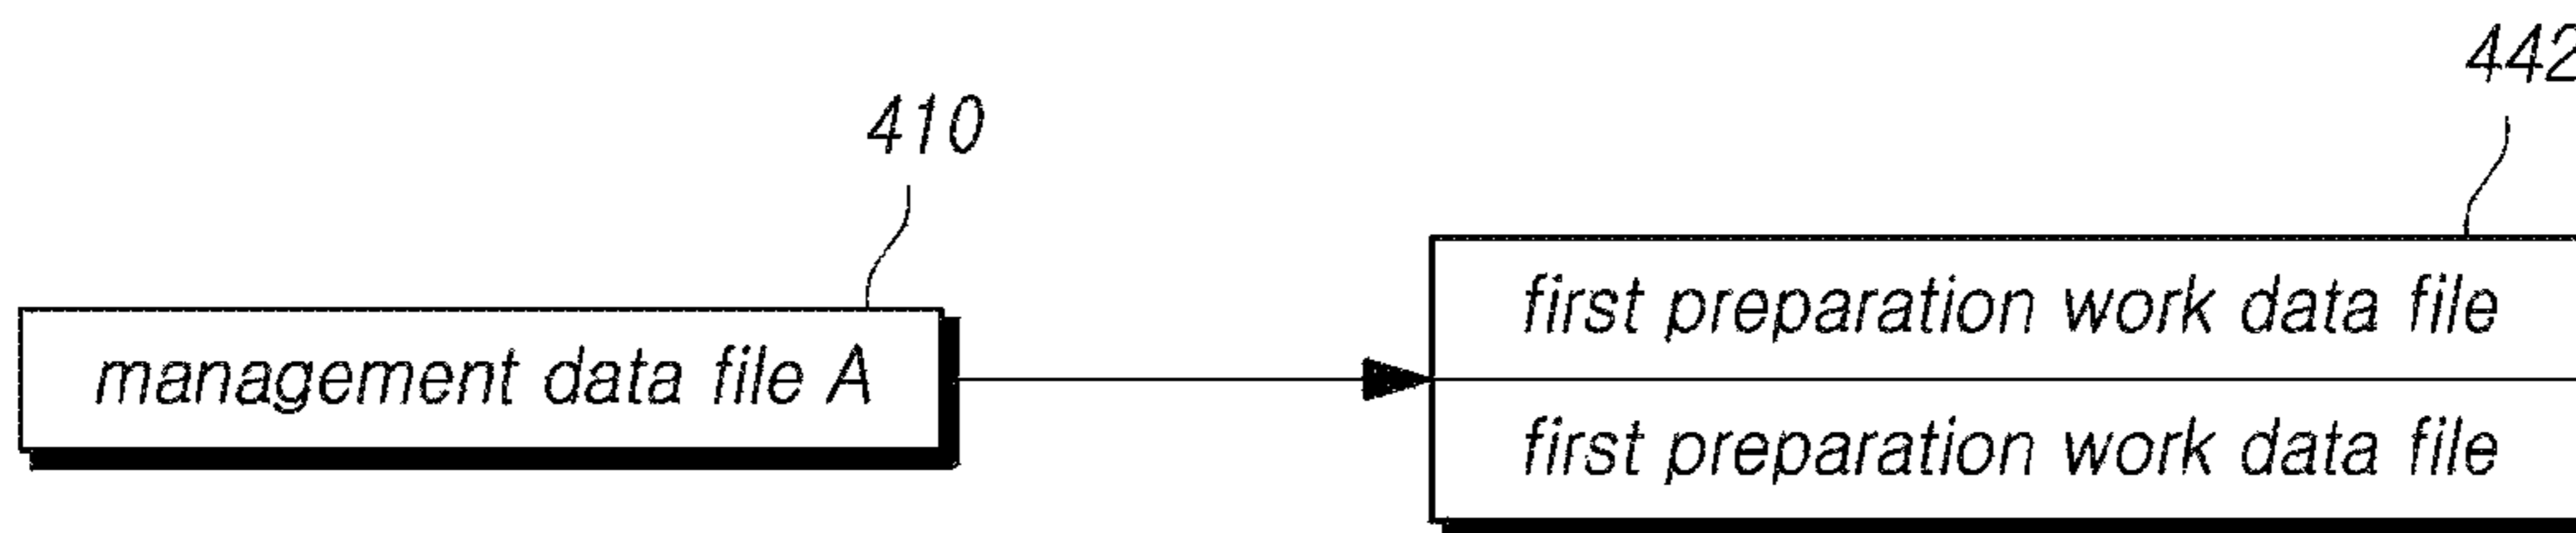 442
410
first preparation work data file
management data file A
first preparation work data file